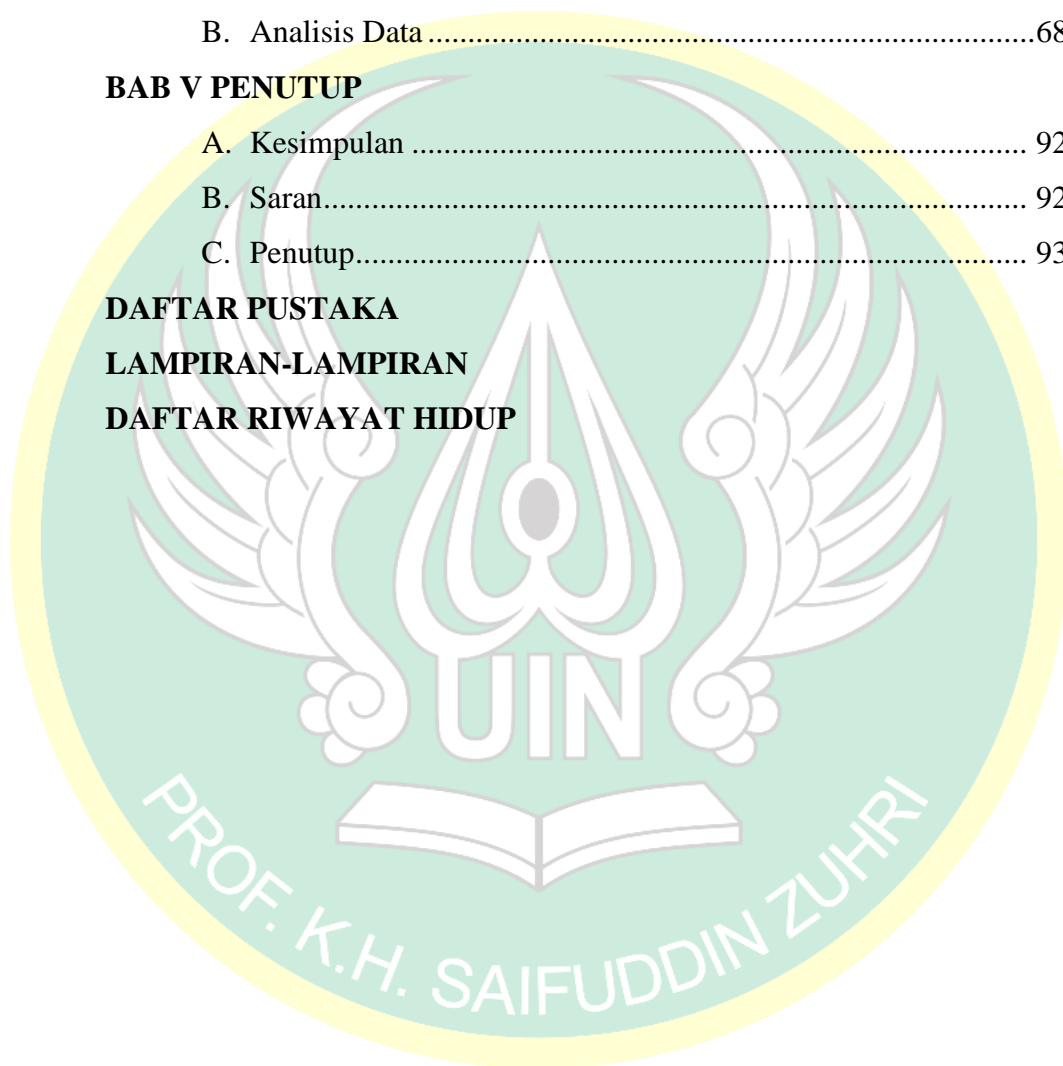 B. Analisis Data ........................................................................... 68
BAB V PENUTUP
A. Kesimpulan ............................................................................ 92
B. Saran....................................................................................... 92
C. Penutup................................................................................... 93
DAFTAR PUSTAKA
LAMPIRAN-LAMPIRAN
DAFTAR RIWAYAT HIDUP
UIN
PROF. K.H. SAIFUDDIN ZUHRI